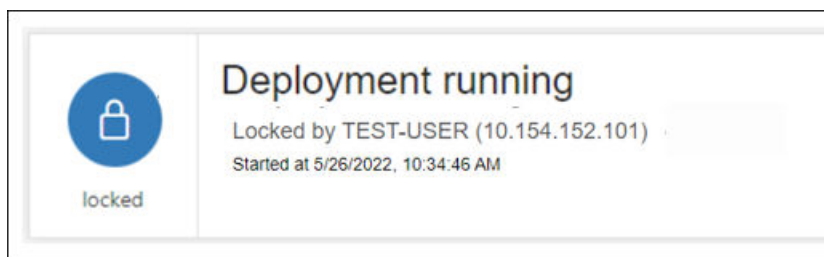 Deployment running
Locked by TEST-USER (10.154.152.101)
Started at 5/26/2022, 10:34:46 AM
locked